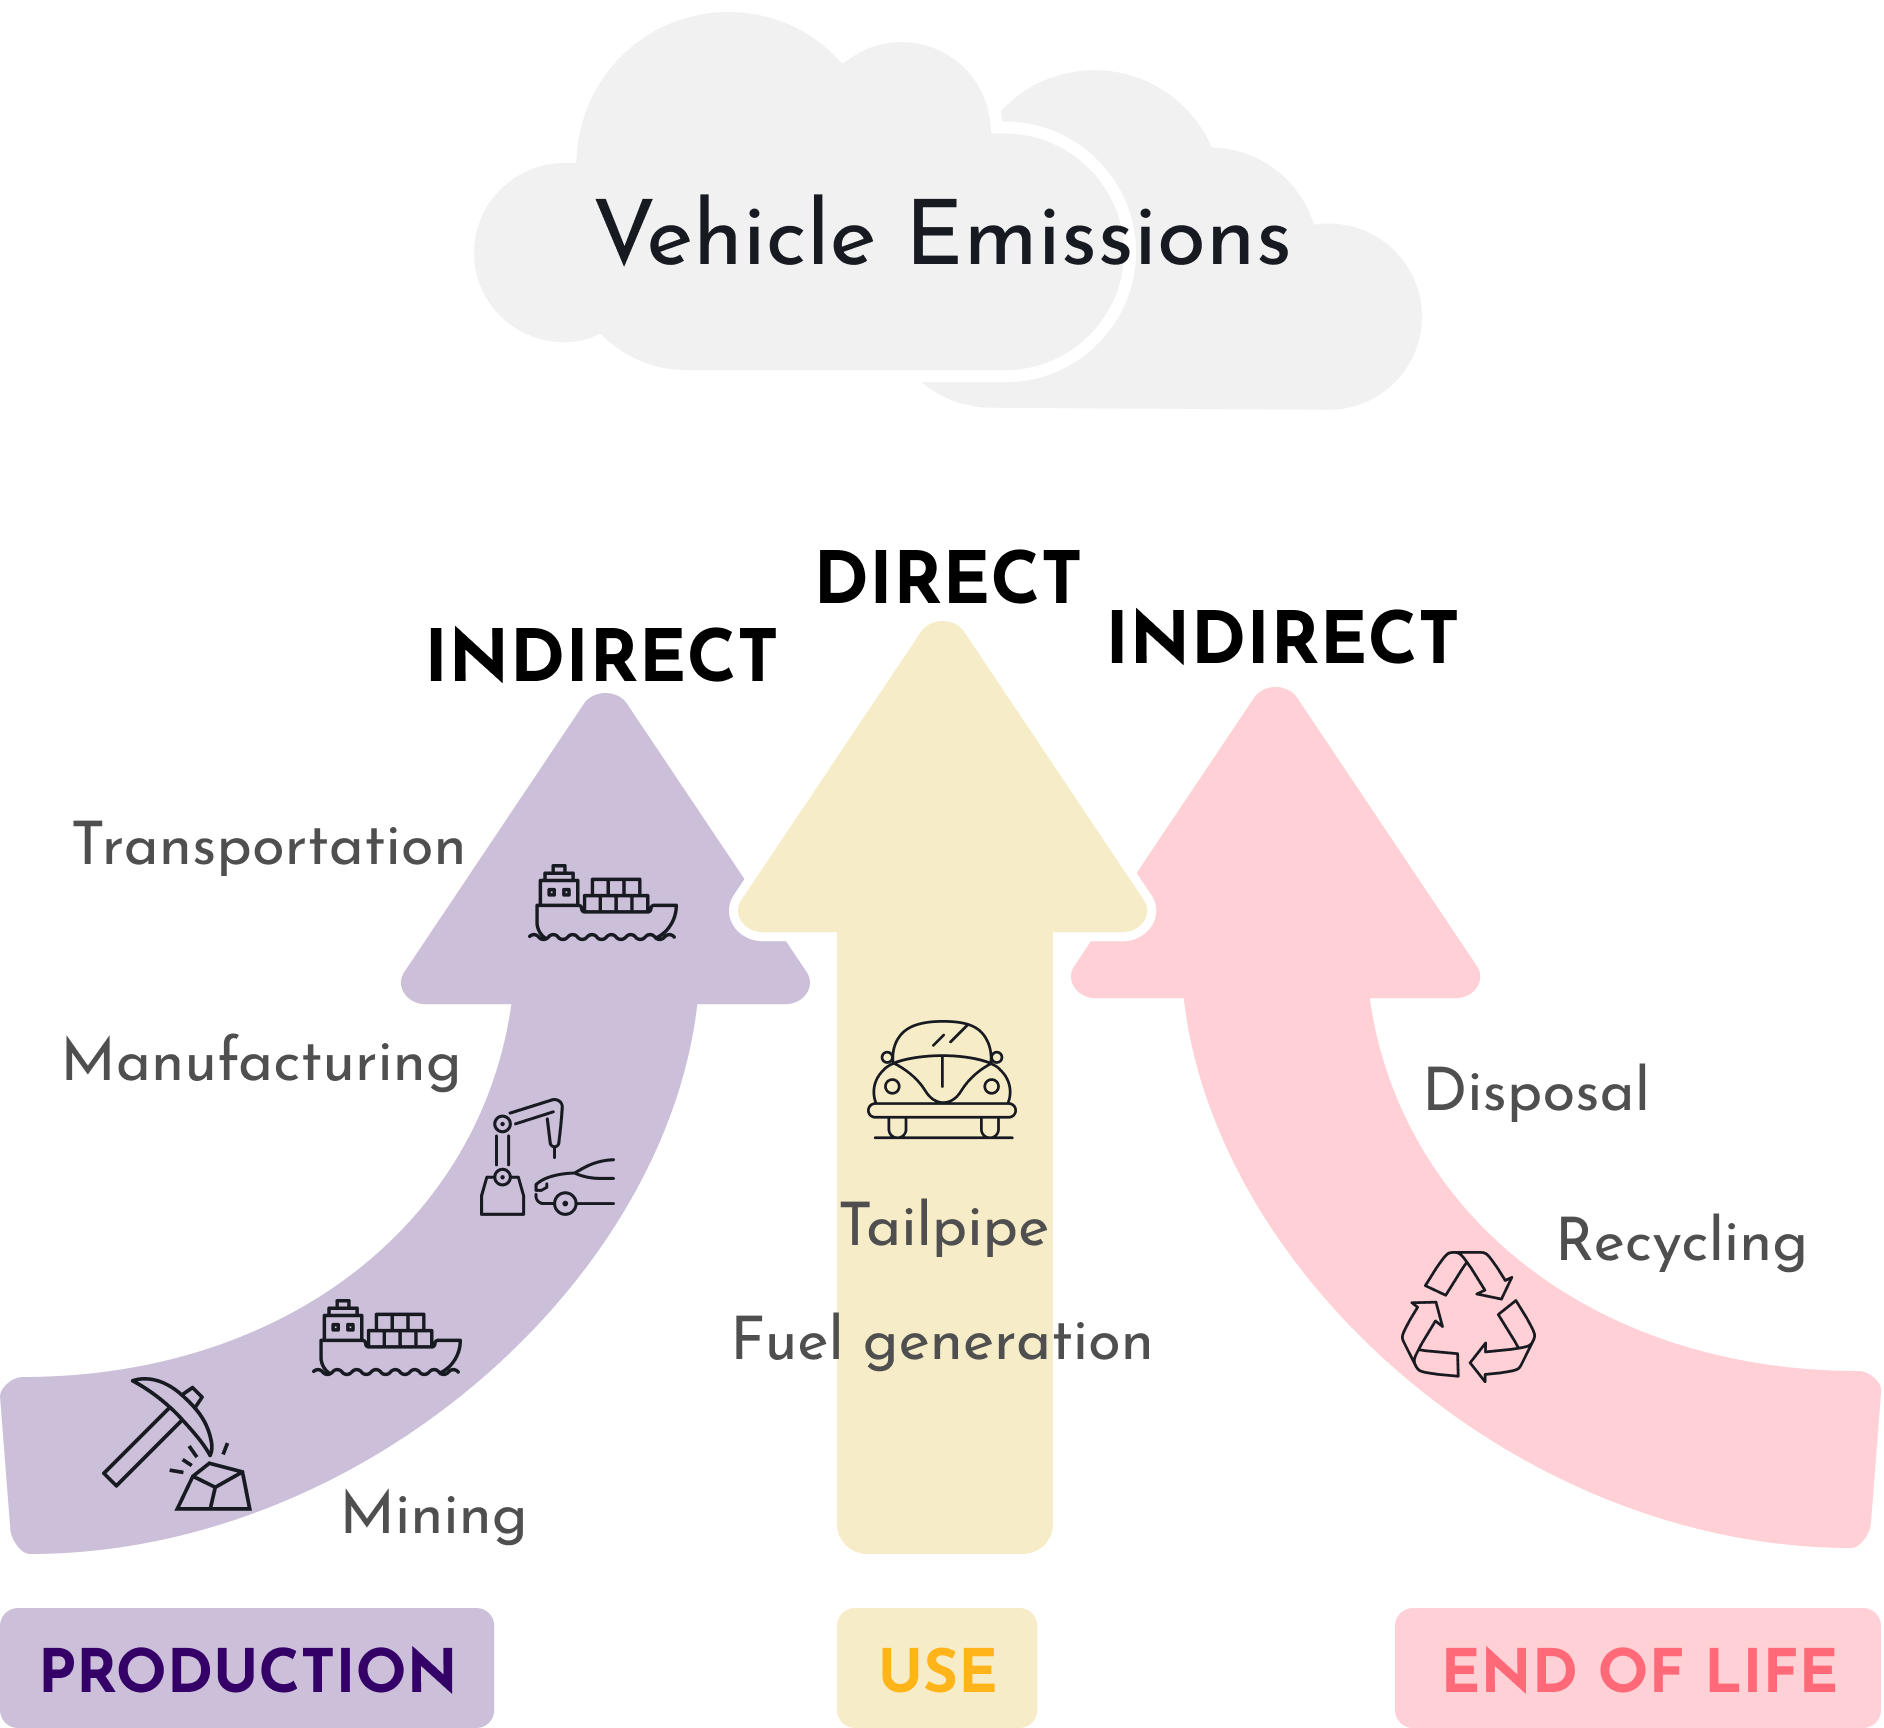 Vehicle Emissions
DIRECT
INDIRECT
INDIRECT
Transportation
Manufacturing
Mining
Tailpipe
Fuel generation
Disposal
Recycling
PRODUCTION
USE
END OF LIFE